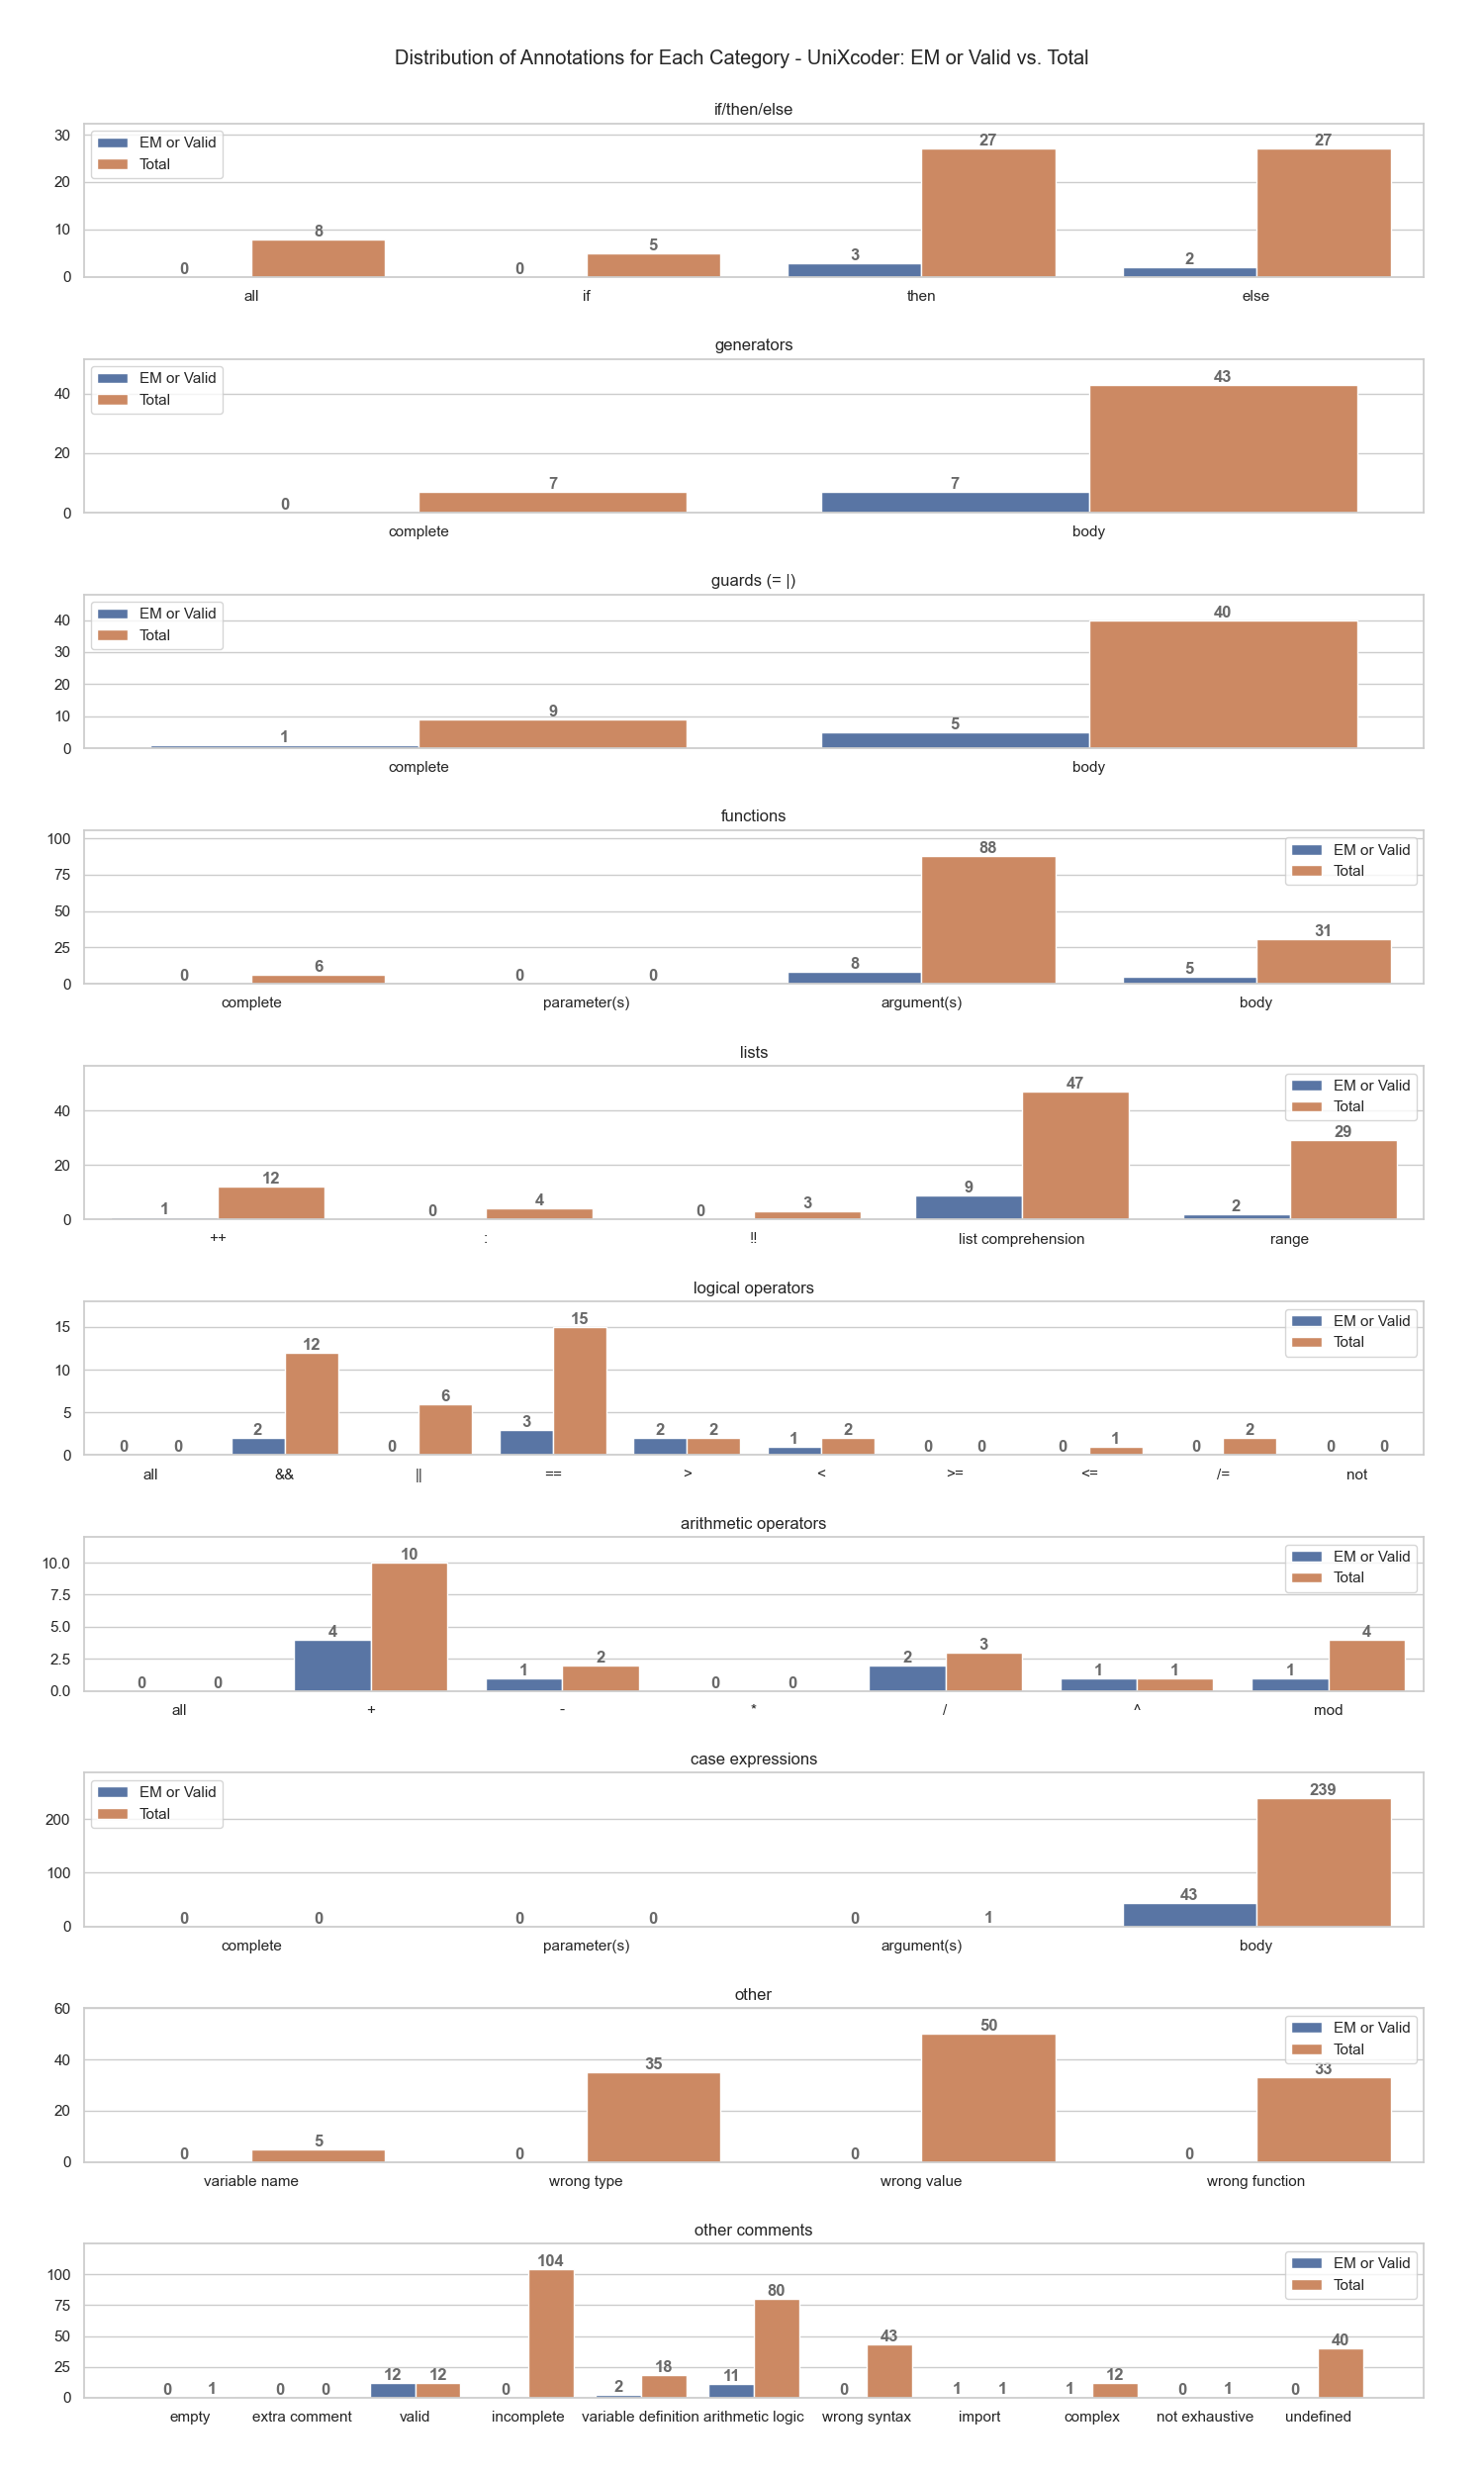 Distribution of Annotations for Each Category - UniXcoder: EM or Valid vs. Total
if/then/else
EM or Valid
Total
30
20
10
0
0 8 0 5 3 27 2 27
all if then else
generators
EM or Valid
Total
40
20
0
0 7 7 43
complete body
guards (= |)
EM or Valid
Total
40
30
20
10
0
1 9 5 40
complete body
functions
EM or Valid
Total
100
75
50
25
0
0 6 0 0 8 88 5 31
complete parameter(s) argument(s) body
lists
EM or Valid
Total
40
20
0
1 12 0 4 0 3 9 47 2 29
++ : !! list comprehension range
logical operators
EM or Valid
Total
15
10
5
0
0 0 2 12 0 6 3 15 2 2 1 2 0 0 0 1 0 2 0 0
all && || == > < >= <= /= not
arithmetic operators
EM or Valid
Total
10.0
7.5
5.0
2.5
0.0
0 0 4 10 1 2 0 0 2 3 1 1 1 4
all + - * / ^ mod
case expressions
EM or Valid
Total
200
100
0
0 0 0 0 0 1 43 239
complete parameter(s) argument(s) body
other
EM or Valid
Total
60
40
20
0
0 5 0 35 0 50 0 33
variable name wrong type wrong value wrong function
other comments
EM or Valid
Total
100
75
50
25
0
0 1 0 0 12 12 0 104 2 18 11 80 0 43 1 1 1 12 0 1 0 40
empty extra comment valid incomplete variable definition arithmetic logic wrong syntax import complex not exhaustive undefined